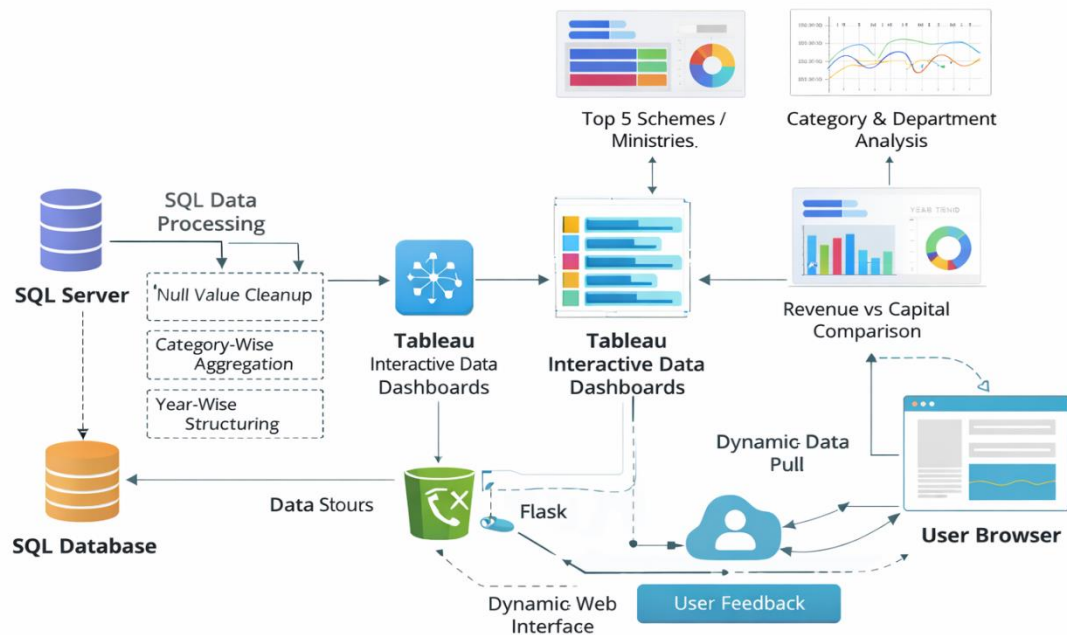 Top 5 Schemes /
Ministries.
Category & Department
Analysis
SQL Data
Processing
YEAR TRNID
SQL Server
'Null Value Cleanup
Category-Wise
Aggregation
Year-Wise
Structuring
Tableau
Interactive Data
Dashboards
Tableau
Interactive Data
Dashboards
Revenue vs Capital
Comparison
Dynamic Data
Pull
SQL Database
Data Stours
Flask
User Browser
Dynamic Web
Interface
User Feedback